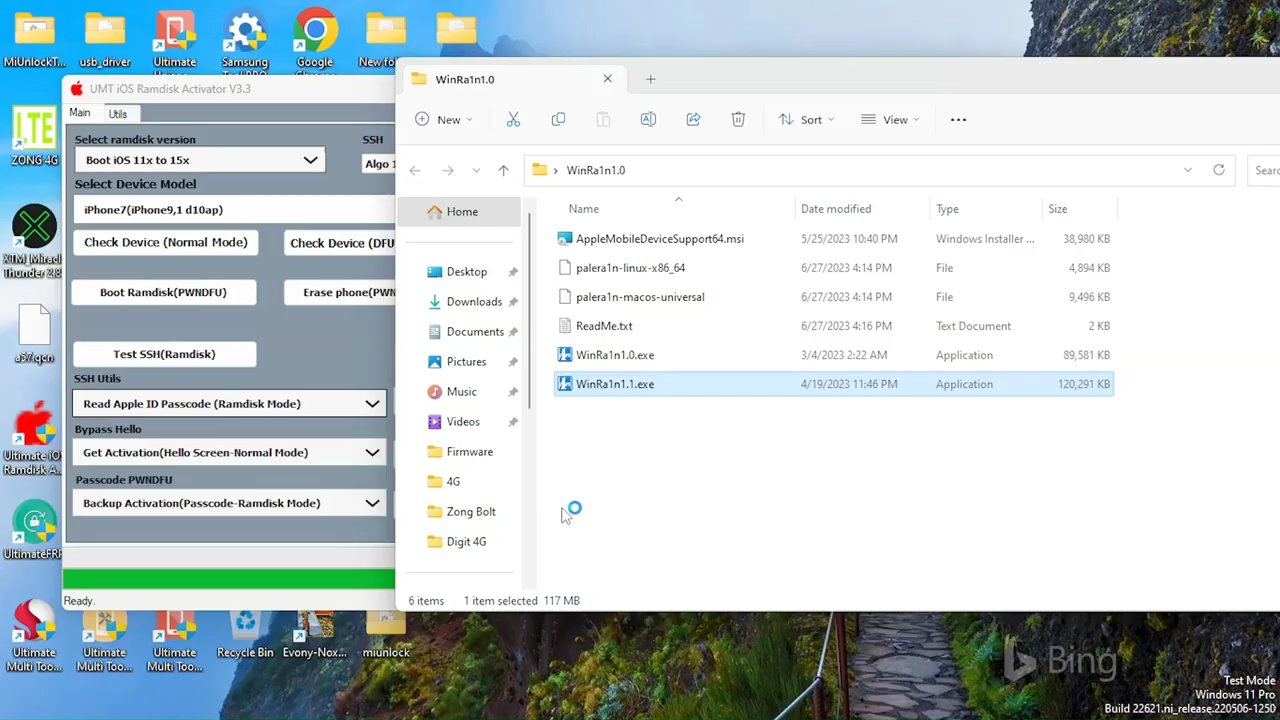 MiUnlockT...
usb_driver
Ultimate
Samsung
Google
New fo
ZONG 4G
XTM_Miracl
Thunder 2.8
a57.qcn
Ultimate iO
Ramdisk A
UltimateFRP
Ultimate
Multi Too...
Ultimate
Multi Too...
Ultimate
Multi Too...
Recycle Bin
Evony-Nox...
miunlock
UMT iOS Ramdisk Activator V3.3
Main
Utils
Select ramdisk version
SSH
Boot iOS 11x to 15x
Algo 1
Select Device Model
iPhone7(iPhone9,1 d10ap)
Check Device (Normal Mode)
Check Device (DFU
Boot Ramdisk(PWNDFU)
Erase phone(PWN
Test SSH(Ramdisk)
SSH Utils
Read Apple ID Passcode (Ramdisk Mode)
Bypass Hello
Get Activation(Hello Screen-Normal Mode)
Passcode PWNDFU
Backup Activation(Passcode-Ramdisk Mode)
Ready.
WinRa1n1.0
New
Sort
View
WinRa1n1.0
Searc
Home
Desktop
Downloads
Documents
Pictures
Music
Videos
Firmware
4G
Zong Bolt
Digit 4G
Name Date modified Type Size
AppleMobileDeviceSupport64.msi 5/25/2023 10:40 PM Windows Installer ... 38,980 KB
palera1n-linux-x86_64 6/27/2023 4:14 PM File 4,894 KB
palera1n-macos-universal 6/27/2023 4:14 PM File 9,496 KB
ReadMe.txt 6/27/2023 4:16 PM Text Document 2 KB
WinRa1n1.0.exe 3/4/2023 2:22 AM Application 89,581 KB
WinRa1n1.1.exe 4/19/2023 11:46 PM Application 120,291 KB
6 items 1 item selected 117 MB
Bing
Test Mode
Windows 11 Pro
Build 22621.ni_release.220506-1250